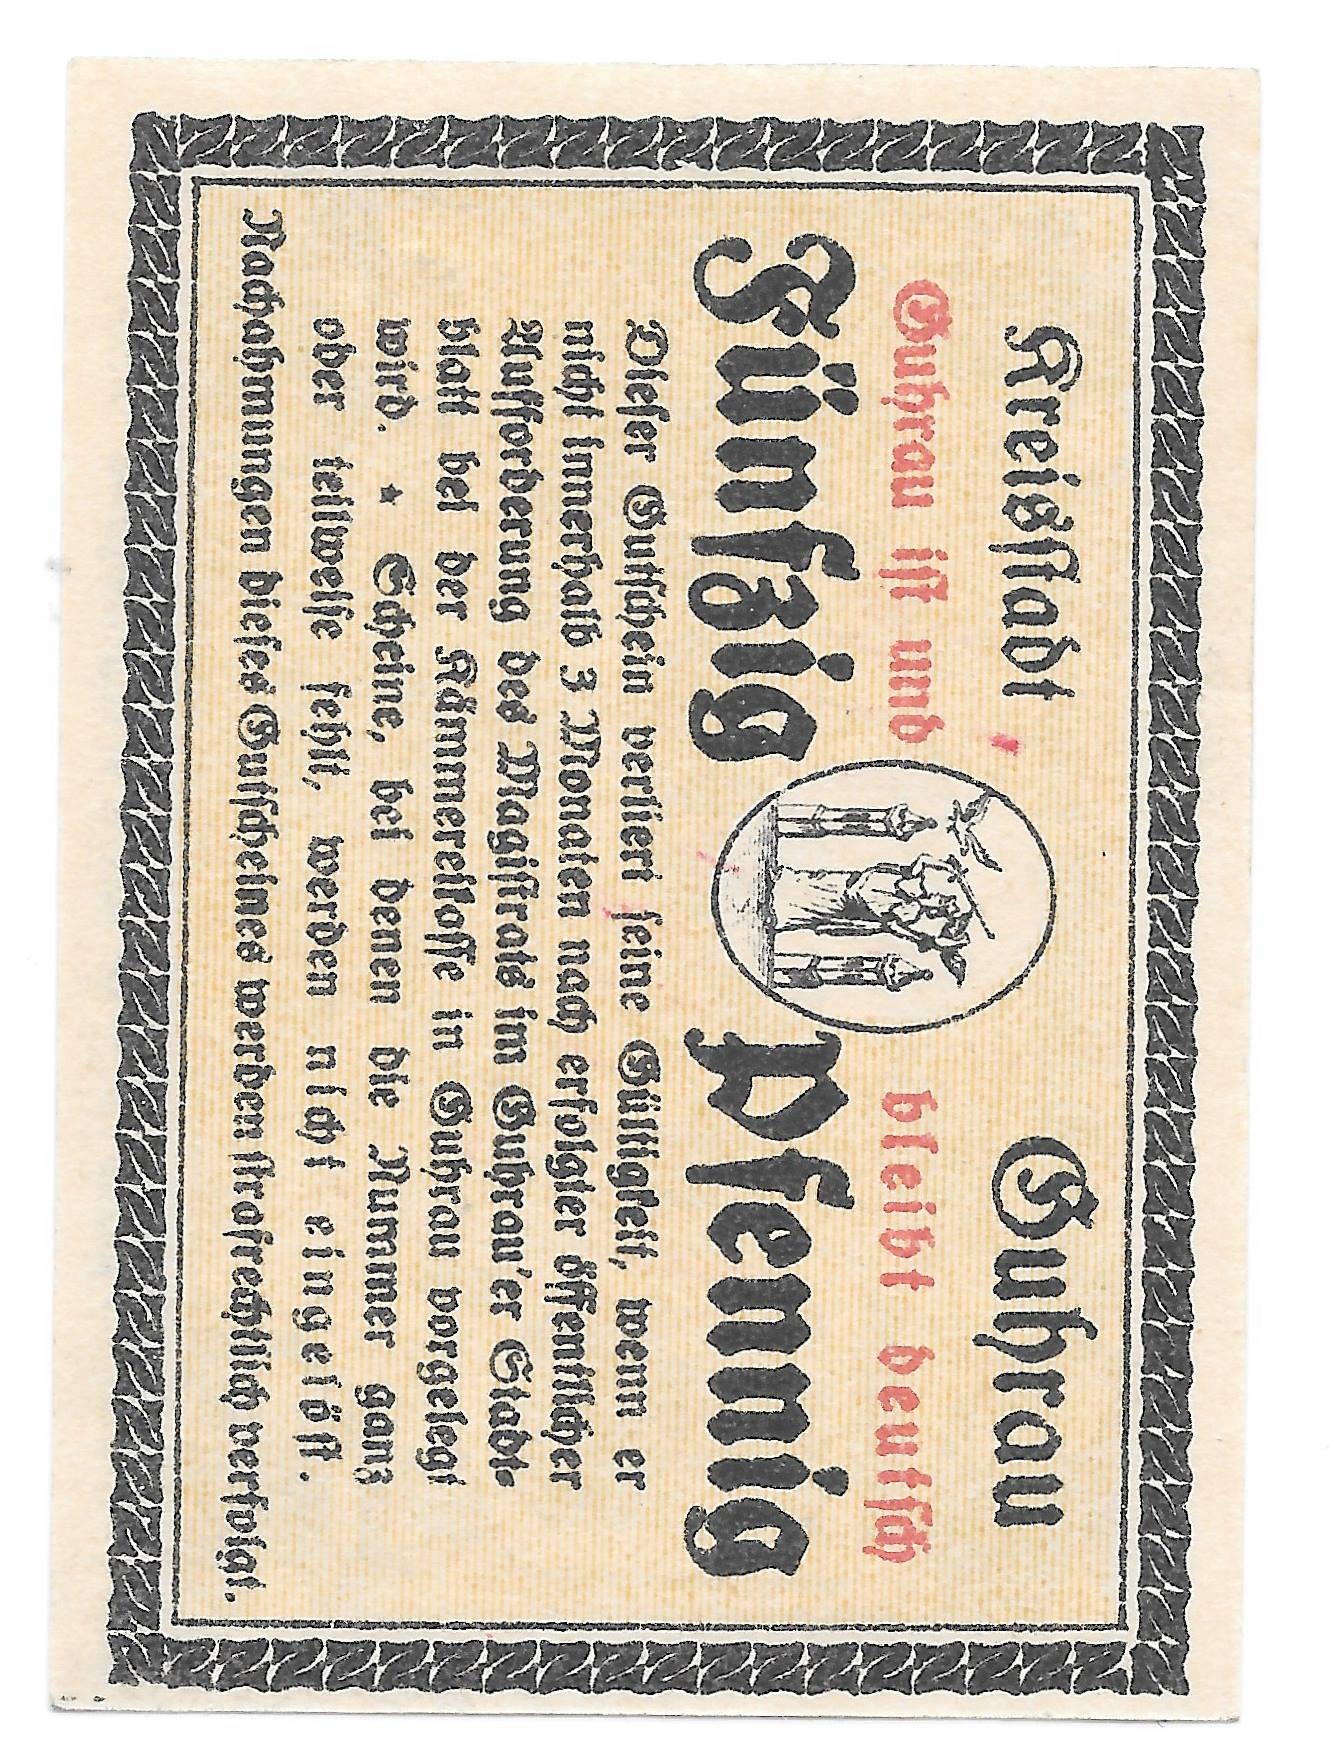 Kreisstadt Guhrau
Guhrau ist und bleibt deutsch
Fünfzig Pfennig
Dieser Gutschein verliert seine Gültigkeit, wenn er
nicht innerhalb 3 Monaten nach erfolgter öffentlicher
Aufforderung des Magistrats im Guhrau'er Stadt-
blatt bei der Kämmereikasse in Guhrau vorgelegt
wird. * Scheine, bei denen die Nummer ganz
oder teilweise fehlt, werden nicht eingelöst.
Nachahmungen dieses Gutscheines werden strafrechtlich verfolgt.